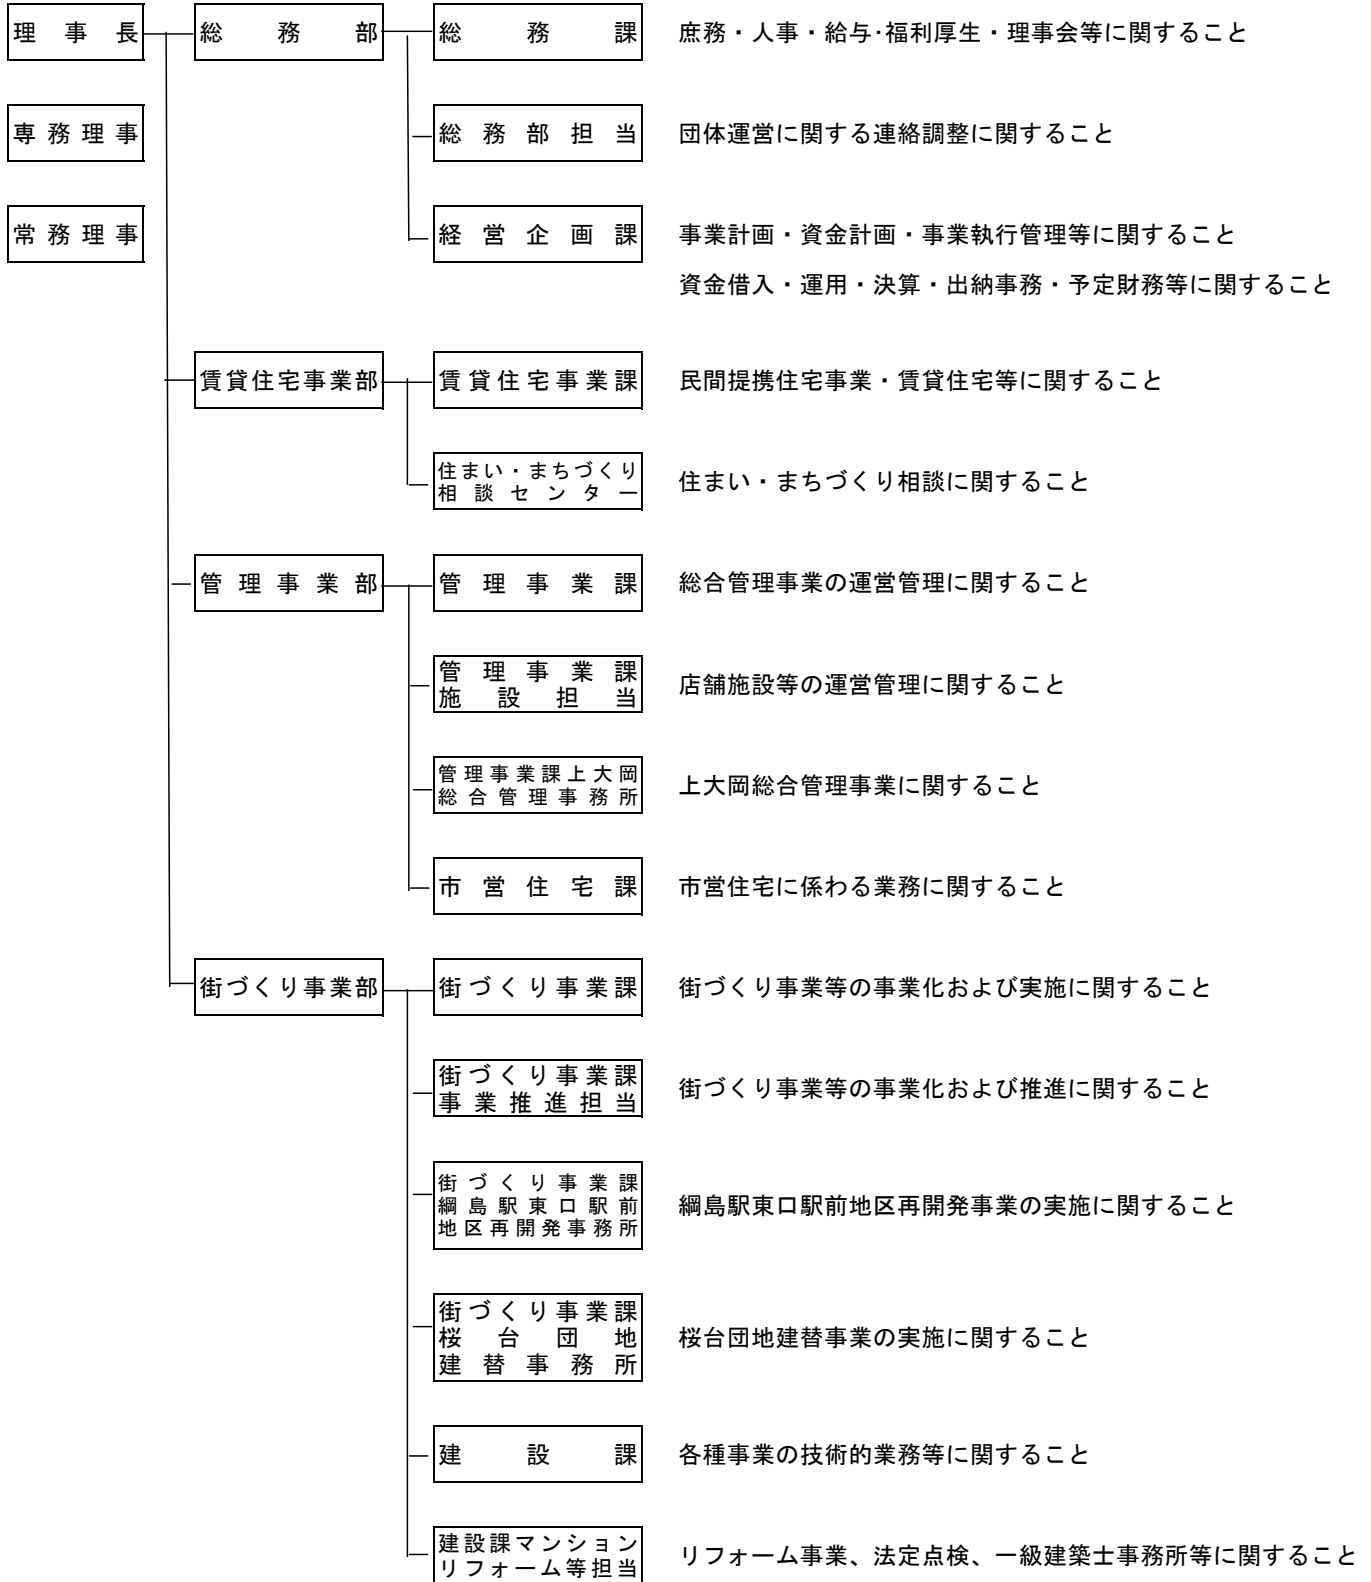 理事長 総務部 総務課 庶務・人事・給与･福利厚生・理事会等に関すること
専務理事 総務部担当 団体運営に関する連絡調整に関すること
常務理事 経営企画課 事業計画・資金計画・事業執行管理等に関すること
資金借入・運用・決算・出納事務・予定財務等に関すること
賃貸住宅事業部 賃貸住宅事業課 民間提携住宅事業・賃貸住宅等に関すること
住まい・まちづくり
相談センター
住まい・まちづくり相談に関すること
管理事業部 管理事業課 総合管理事業の運営管理に関すること
管理事業課
施設担当
店舗施設等の運営管理に関すること
管理事業課上大岡
総合管理事務所
上大岡総合管理事業に関すること
市営住宅課 市営住宅に係わる業務に関すること
街づくり事業部 街づくり事業課 街づくり事業等の事業化および実施に関すること
街づくり事業課
事業推進担当
街づくり事業等の事業化および推進に関すること
街づくり事業課
綱島駅東口駅前
地区再開発事務所
綱島駅東口駅前地区再開発事業の実施に関すること
街づくり事業課
桜台団地
建替事務所
桜台団地建替事業の実施に関すること
建設課 各種事業の技術的業務等に関すること
建設課マンション
リフォーム等担当
リフォーム事業、法定点検、一級建築士事務所等に関すること